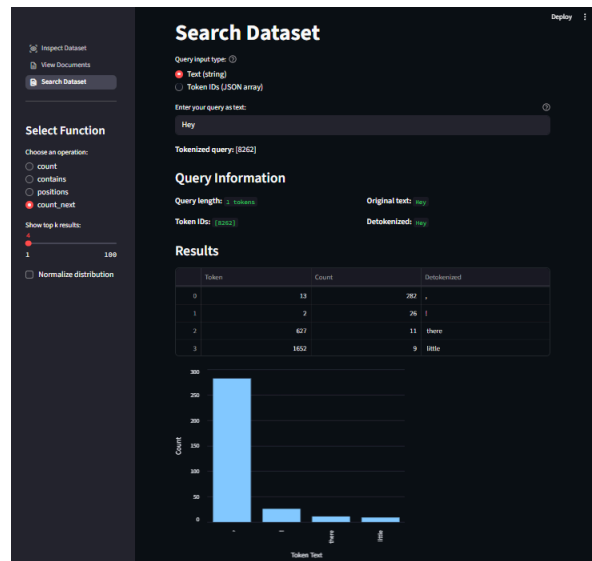 Deploy
Inspect Dataset
View Documents
Search Dataset
Select Function
Choose an operation:
count
contains
positions
count_next
Show top k results:
4
1 100
Normalize distribution
Search Dataset
Query input type:
Text (string)
Token IDs (JSON array)
Enter your query as text:
Hey
Tokenized query: [8262]
Query Information
Query length: 1 tokens Original text: Hey
Token IDs: [8262] Detokenized: Hey
Results
Token Count Detokenized
0 13 282 ,
1 2 26 !
2 627 11 there
3 1652 9 little
300
250
200
150
100
50
0
Count
, ! there little
Token Text